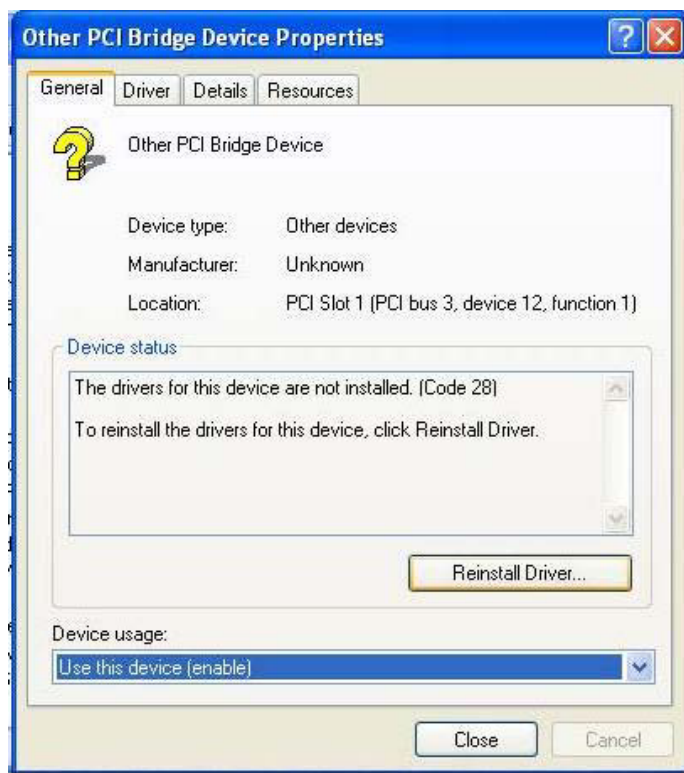 Other PCI Bridge Device Properties
General Driver Details Resources
Other PCI Bridge Device
Device type: Other devices
Manufacturer: Unknown
Location: PCI Slot 1 (PCI bus 3, device 12, function 1)
Device status
The drivers for this device are not installed. (Code 28)
To reinstall the drivers for this device, click Reinstall Driver.
Reinstall Driver...
Device usage:
Use this device (enable)
Close Cancel